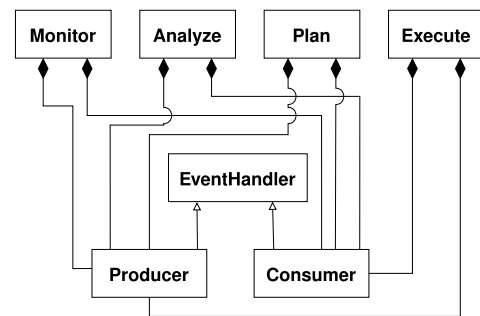 Monitor
Analyze
Plan
Execute
EventHandler
Producer
Consumer